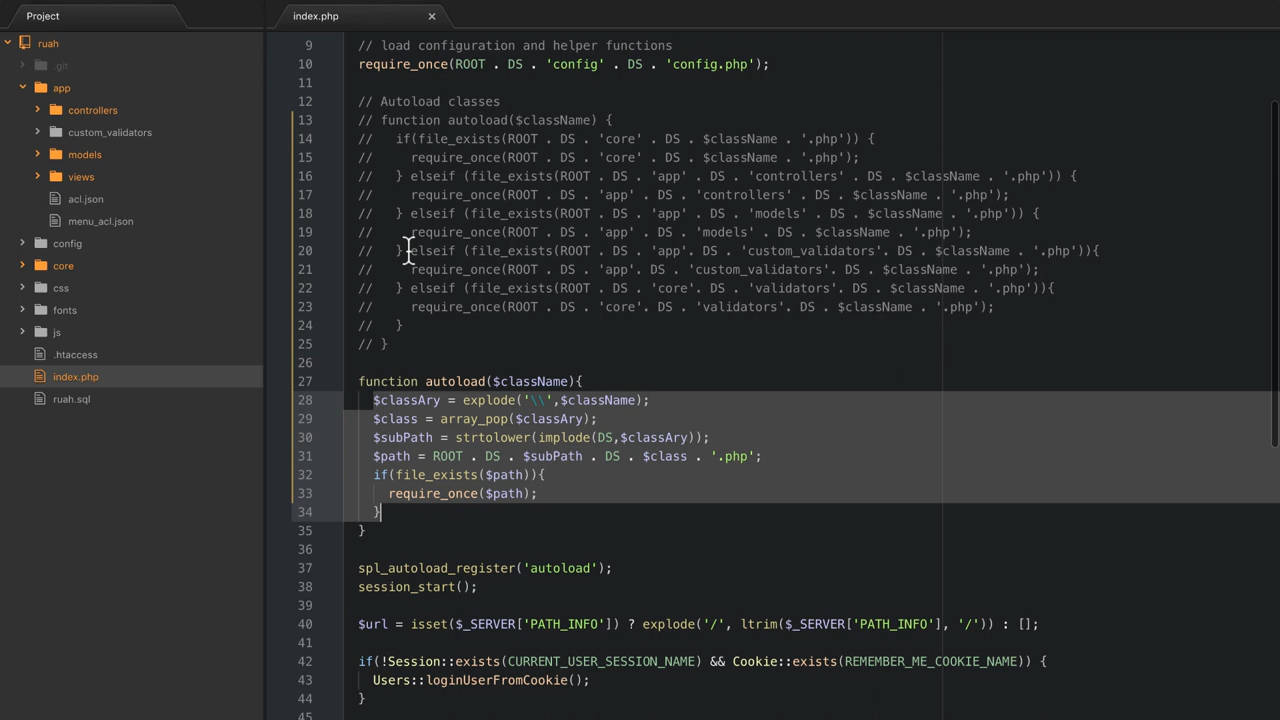 Project
ruah
.git
app
controllers
custom_validators
models
views
acl.json
menu_acl.json
config
core
css
fonts
js
.htaccess
index.php
ruah.sql
index.php ×
9 // load configuration and helper functions
10 require_once(ROOT . DS . 'config' . DS . 'config.php');
11
12 // Autoload classes
13 // function autoload($className) {
14 //   if(file_exists(ROOT . DS . 'core' . DS . $className . '.php')) {
15 //     require_once(ROOT . DS . 'core' . DS . $className . '.php');
16 //   } elseif (file_exists(ROOT . DS . 'app' . DS . 'controllers' . DS . $className . '.php')) {
17 //     require_once(ROOT . DS . 'app' . DS . 'controllers' . DS . $className . '.php');
18 //   } elseif (file_exists(ROOT . DS . 'app' . DS . 'models' . DS . $className . '.php')) {
19 //     require_once(ROOT . DS . 'app' . DS . 'models' . DS . $className . '.php');
20 //   } elseif (file_exists(ROOT . DS . 'app'. DS . 'custom_validators'. DS . $className . '.php')){
21 //     require_once(ROOT . DS . 'app'. DS . 'custom_validators'. DS . $className . '.php');
22 //   } elseif (file_exists(ROOT . DS . 'core'. DS . 'validators'. DS . $className . '.php')){
23 //     require_once(ROOT . DS . 'core'. DS . 'validators'. DS . $className . '.php');
24 //   }
25 // }
26
27 function autoload($className){
28   $classAry = explode('\\',$className);
29   $class = array_pop($classAry);
30   $subPath = strtolower(implode(DS,$classAry));
31   $path = ROOT . DS . $subPath . DS . $class . '.php';
32   if(file_exists($path)){
33     require_once($path);
34   }
35 }
36
37 spl_autoload_register('autoload');
38 session_start();
39
40 $url = isset($_SERVER['PATH_INFO']) ? explode('/', ltrim($_SERVER['PATH_INFO'], '/')) : [];
41
42 if(!Session::exists(CURRENT_USER_SESSION_NAME) && Cookie::exists(REMEMBER_ME_COOKIE_NAME)) {
43   Users::loginUserFromCookie();
44 }
45